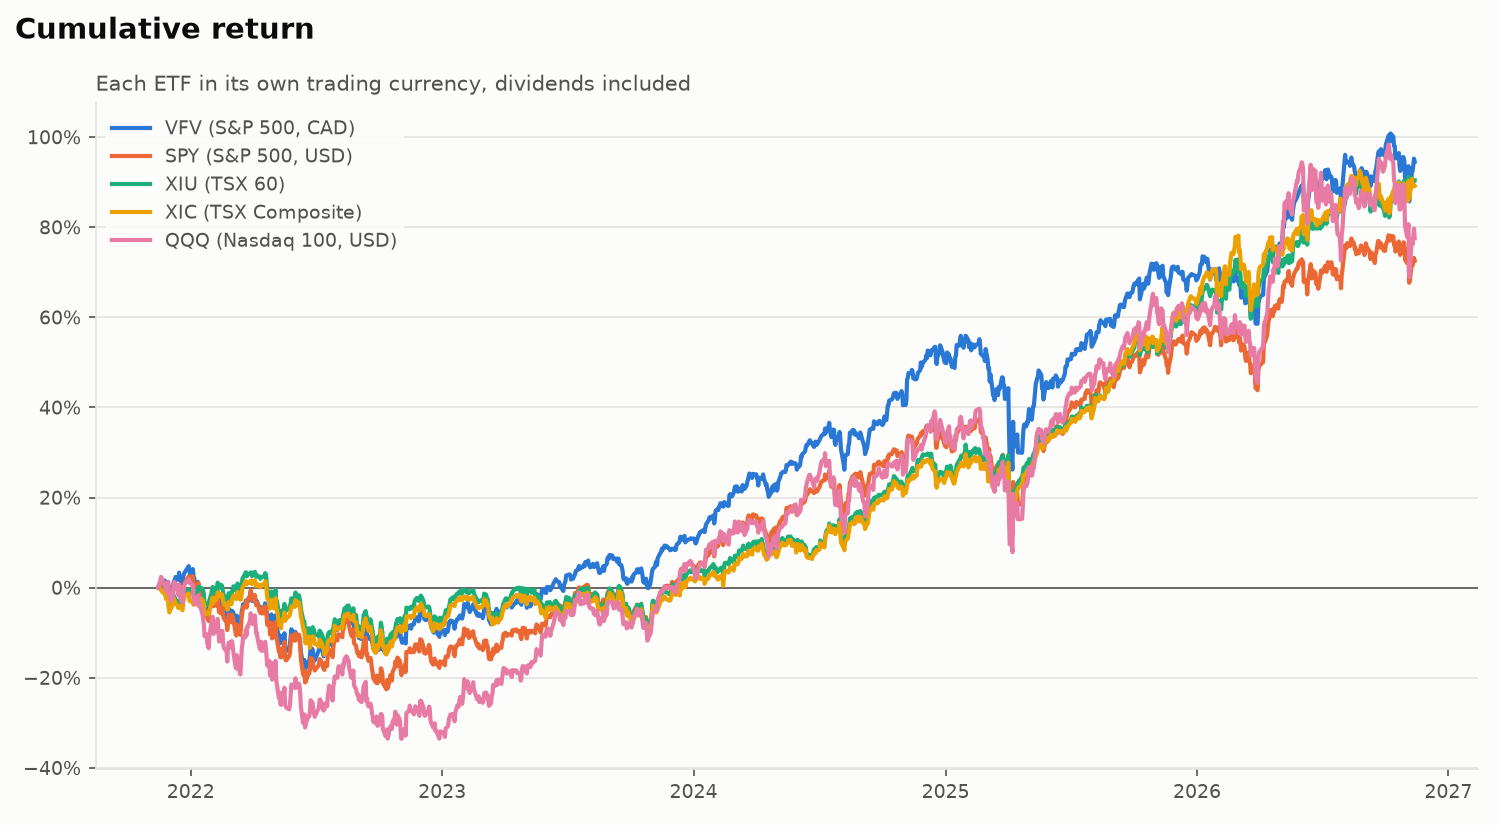 Cumulative return
Each ETF in its own trading currency, dividends included
VFV (S&P 500, CAD)
SPY (S&P 500, USD)
XIU (TSX 60)
XIC (TSX Composite)
QQQ (Nasdaq 100, USD)
100%
80%
60%
40%
20%
0%
−20%
−40%
2022 2023 2024 2025 2026 2027